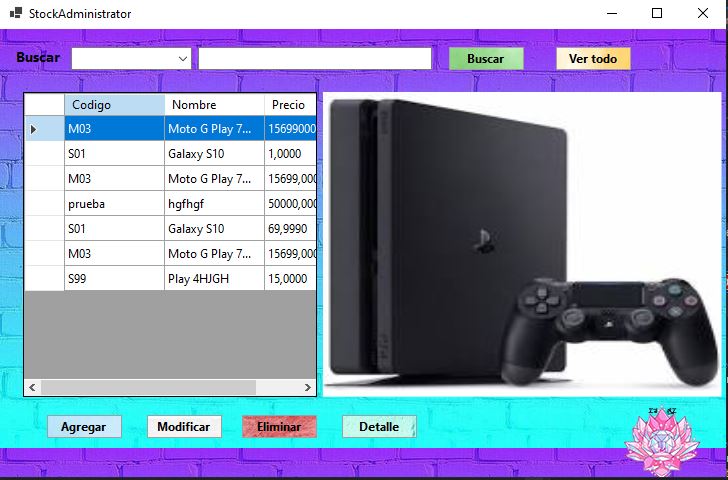 StockAdministrator
Buscar Buscar Ver todo
Codigo Nombre Precio
M03 Moto G Play 7... 15699000
S01 Galaxy S10 1,0000
M03 Moto G Play 7... 15699,000
prueba hgfhgf 50000,000
S01 Galaxy S10 69,9990
M03 Moto G Play 7... 15699,000
S99 Play 4HJGH 15,0000
Agregar Modificar Eliminar Detalle